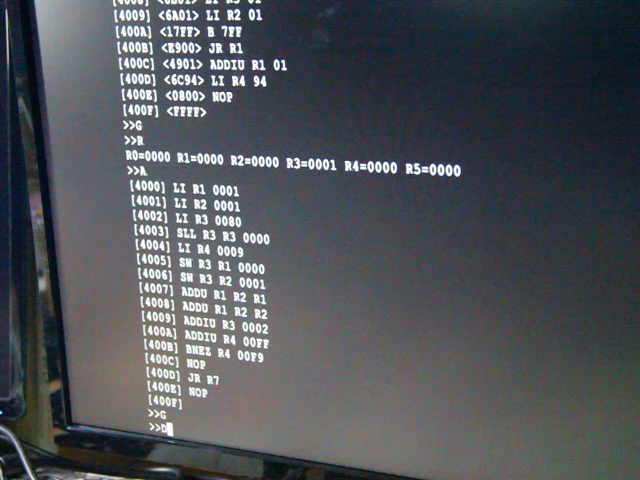 [4008] <6B01> LI R3 01
[4009] <6A01> LI R2 01
[400A] <17FF> B 7FF
[400B] <E900> JR R1
[400C] <4901> ADDIU R1 01
[400D] <6C94> LI R4 94
[400E] <0800> NOP
[400F] <FFFF>
>>G
>>R
R0=0000 R1=0000 R2=0000 R3=0001 R4=0000 R5=0000
>>A
[4000] LI R1 0001
[4001] LI R2 0001
[4002] LI R3 0080
[4003] SLL R3 R3 0000
[4004] LI R4 0009
[4005] SW R3 R1 0000
[4006] SW R3 R2 0001
[4007] ADDU R1 R2 R1
[4008] ADDU R1 R2 R2
[4009] ADDIU R3 0002
[400A] ADDIU R4 00FF
[400B] BNEZ R4 00F9
[400C] NOP
[400D] JR R7
[400E] NOP
[400F]
>>G
>>D